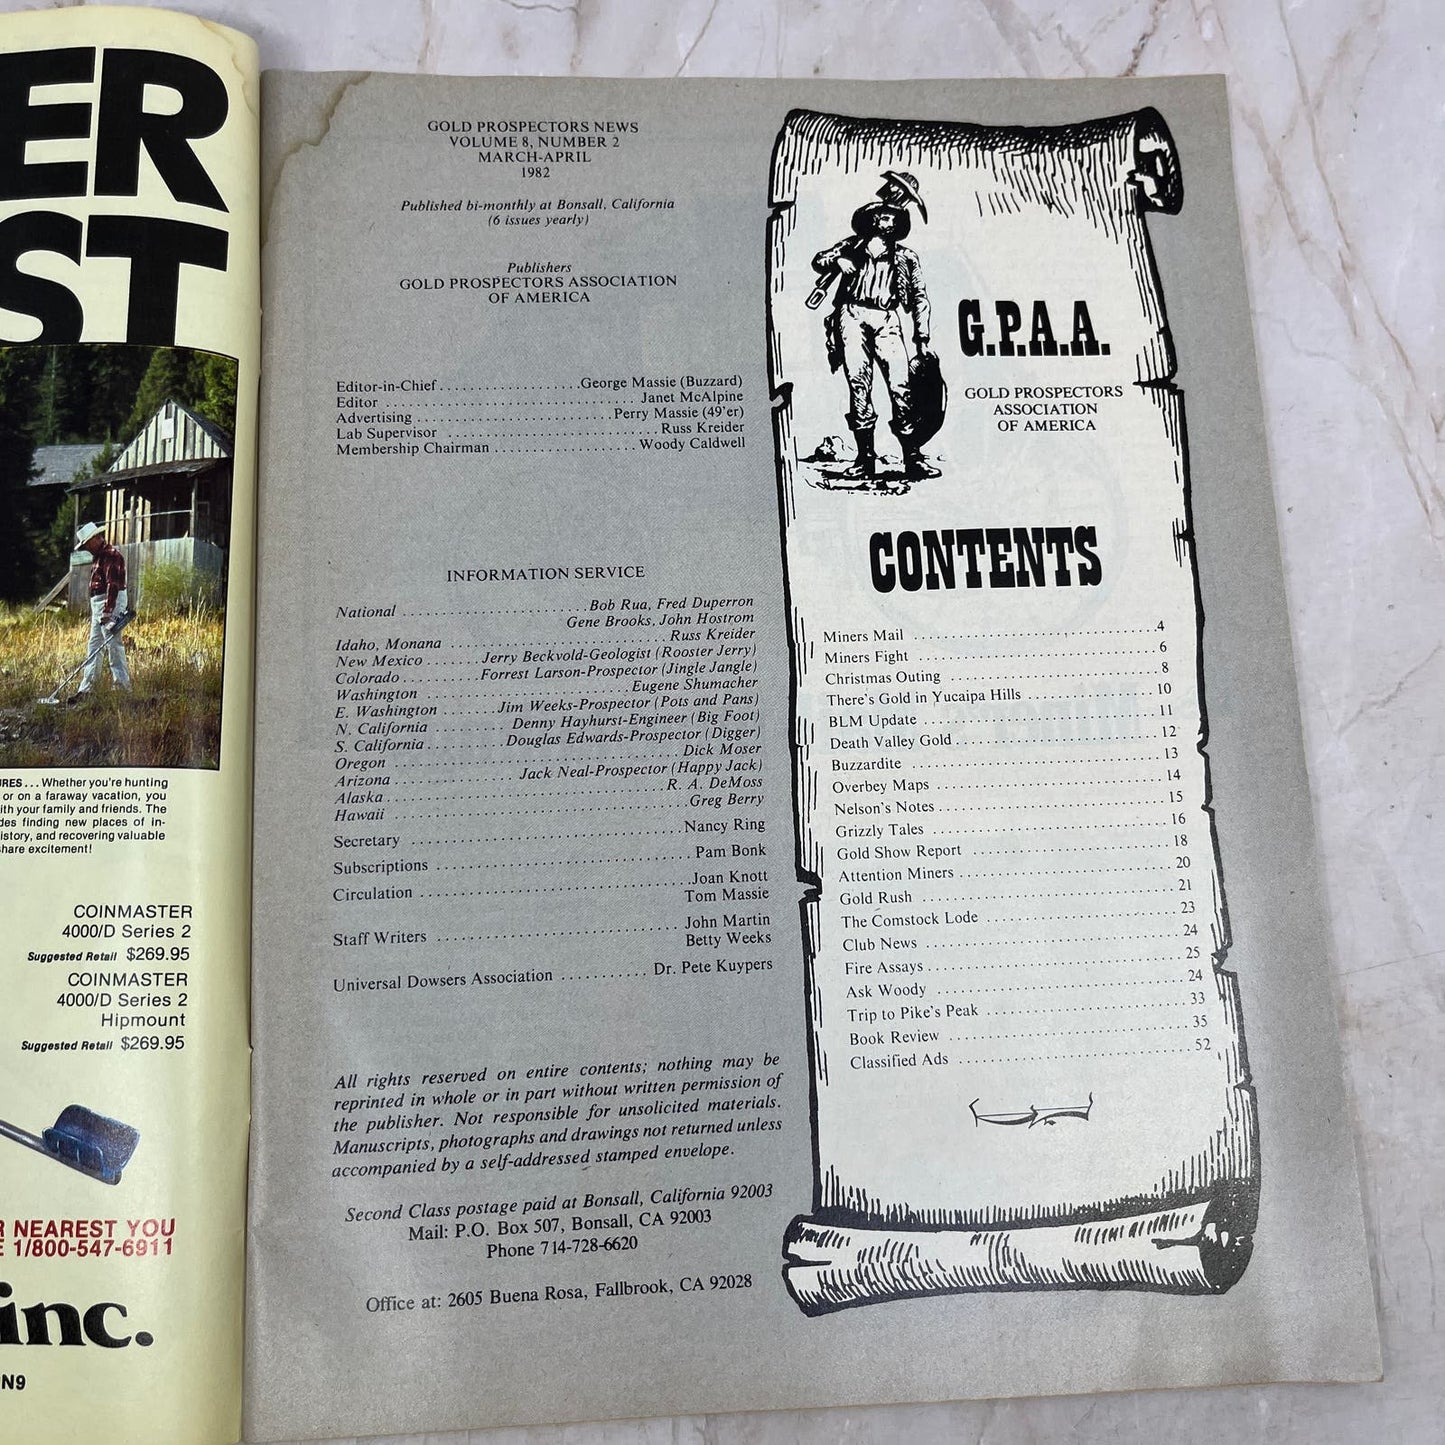 ER
ST
URES... Whether you're hunting
or on a faraway vacation, you
with your family and friends. The
des finding new places of in-
history, and recovering valuable
share excitement!
COINMASTER
4000/D Series 2
Suggested Retail $269.95
COINMASTER
4000/D Series 2
Hipmount
Suggested Retail $269.95
R NEAREST YOU
E 1/800-547-6911
inc.
N9
GOLD PROSPECTORS NEWS
VOLUME 8, NUMBER 2
MARCH-APRIL
1982
Published bi-monthly at Bonsall, California
(6 issues yearly)
Publishers
GOLD PROSPECTORS ASSOCIATION
OF AMERICA
Editor-in-Chief . . . . . . . . . . . . . . . . . . . George Massie (Buzzard)
Editor . . . . . . . . . . . . . . . . . . . Janet McAlpine
Advertising . . . . . . . . . . . . . . . . . . . Perry Massie (49'er)
Lab Supervisor . . . . . . . . . . . . . . . . . . . Russ Kreider
Membership Chairman . . . . . . . . . . . . . . . . . . . Woody Caldwell
INFORMATION SERVICE
National . . . . . . . . . . . . . . . . . . . Bob Rua, Fred Duperron
Gene Brooks, John Hostrom
Idaho, Monana . . . . . . . . . . . . . . . . . . . Russ Kreider
New Mexico . . . . . . . Jerry Beckvold-Geologist (Rooster Jerry)
Colorado . . . . . . . . . Forrest Larson-Prospector (Jingle Jangle)
Washington . . . . . . . . . . . . . . . . . . . Eugene Shumacher
E. Washington . . . . . . . Jim Weeks-Prospector (Pots and Pans)
N. California . . . . . . . . . Denny Hayhurst-Engineer (Big Foot)
S. California . . . . . . . . . Douglas Edwards-Prospector (Digger)
Oregon . . . . . . . . . . . . . . . . . . . Dick Moser
Arizona . . . . . . . . . . . . . Jack Neal-Prospector (Happy Jack)
Alaska . . . . . . . . . . . . . . . . . . . R. A. DeMoss
Hawaii . . . . . . . . . . . . . . . . . . . Greg Berry
Secretary . . . . . . . . . . . . . . . . . . . Nancy Ring
Subscriptions . . . . . . . . . . . . . . . . . . . Pam Bonk
Circulation . . . . . . . . . . . . . . . . . . . Joan Knott
Tom Massie
Staff Writers . . . . . . . . . . . . . . . . . . . John Martin
Betty Weeks
Universal Dowsers Association . . . . . . . . . . . Dr. Pete Kuypers
All rights reserved on entire contents; nothing may be
reprinted in whole or in part without written permission of
the publisher. Not responsible for unsolicited materials.
Manuscripts, photographs and drawings not returned unless
accompanied by a self-addressed stamped envelope.
Second Class postage paid at Bonsall, California 92003
Mail: P.O. Box 507, Bonsall, CA 92003
Phone 714-728-6620
Office at: 2605 Buena Rosa, Fallbrook, CA 92028
G.P.A.A.
GOLD PROSPECTORS
ASSOCIATION
OF AMERICA
CONTENTS
Miners Mail . . . . . . . . . . . . . . . . . . . 4
Miners Fight . . . . . . . . . . . . . . . . . . . 6
Christmas Outing . . . . . . . . . . . . . . . . . . . 8
There's Gold in Yucaipa Hills . . . . . . . . . . . 10
BLM Update . . . . . . . . . . . . . . . . . . . 11
Death Valley Gold . . . . . . . . . . . . . . . . . . . 12
Buzzardite . . . . . . . . . . . . . . . . . . . 13
Overbey Maps . . . . . . . . . . . . . . . . . . . 14
Nelson's Notes . . . . . . . . . . . . . . . . . . . 15
Grizzly Tales . . . . . . . . . . . . . . . . . . . 16
Gold Show Report . . . . . . . . . . . . . . . . . . . 18
Attention Miners . . . . . . . . . . . . . . . . . . . 20
Gold Rush . . . . . . . . . . . . . . . . . . . 21
The Comstock Lode . . . . . . . . . . . . . . . . . . . 23
Club News . . . . . . . . . . . . . . . . . . . 24
Fire Assays . . . . . . . . . . . . . . . . . . . 25
Ask Woody . . . . . . . . . . . . . . . . . . . 24
Trip to Pike's Peak . . . . . . . . . . . . . . . . . . . 33
Book Review . . . . . . . . . . . . . . . . . . . 35
Classified Ads . . . . . . . . . . . . . . . . . . . 52